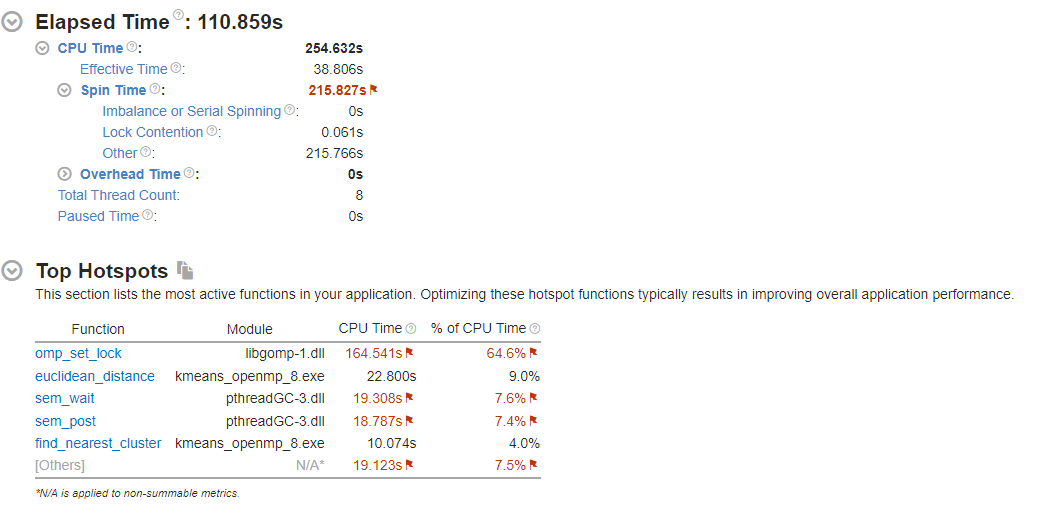 Elapsed Time ?: 110.859s
CPU Time ?: 254.632s
Effective Time ?: 38.806s
Spin Time ?: 215.827s
Imbalance or Serial Spinning ?: 0s
Lock Contention ?: 0.061s
Other ?: 215.766s
Overhead Time ?: 0s
Total Thread Count: 8
Paused Time ?: 0s
Top Hotspots
This section lists the most active functions in your application. Optimizing these hotspot functions typically results in improving overall application performance.
Function Module CPU Time ? % of CPU Time ?
omp_set_lock libgomp-1.dll 164.541s 64.6%
euclidean_distance kmeans_openmp_8.exe 22.800s 9.0%
sem_wait pthreadGC-3.dll 19.308s 7.6%
sem_post pthreadGC-3.dll 18.787s 7.4%
find_nearest_cluster kmeans_openmp_8.exe 10.074s 4.0%
[Others] N/A* 19.123s 7.5%
*N/A is applied to non-summable metrics.